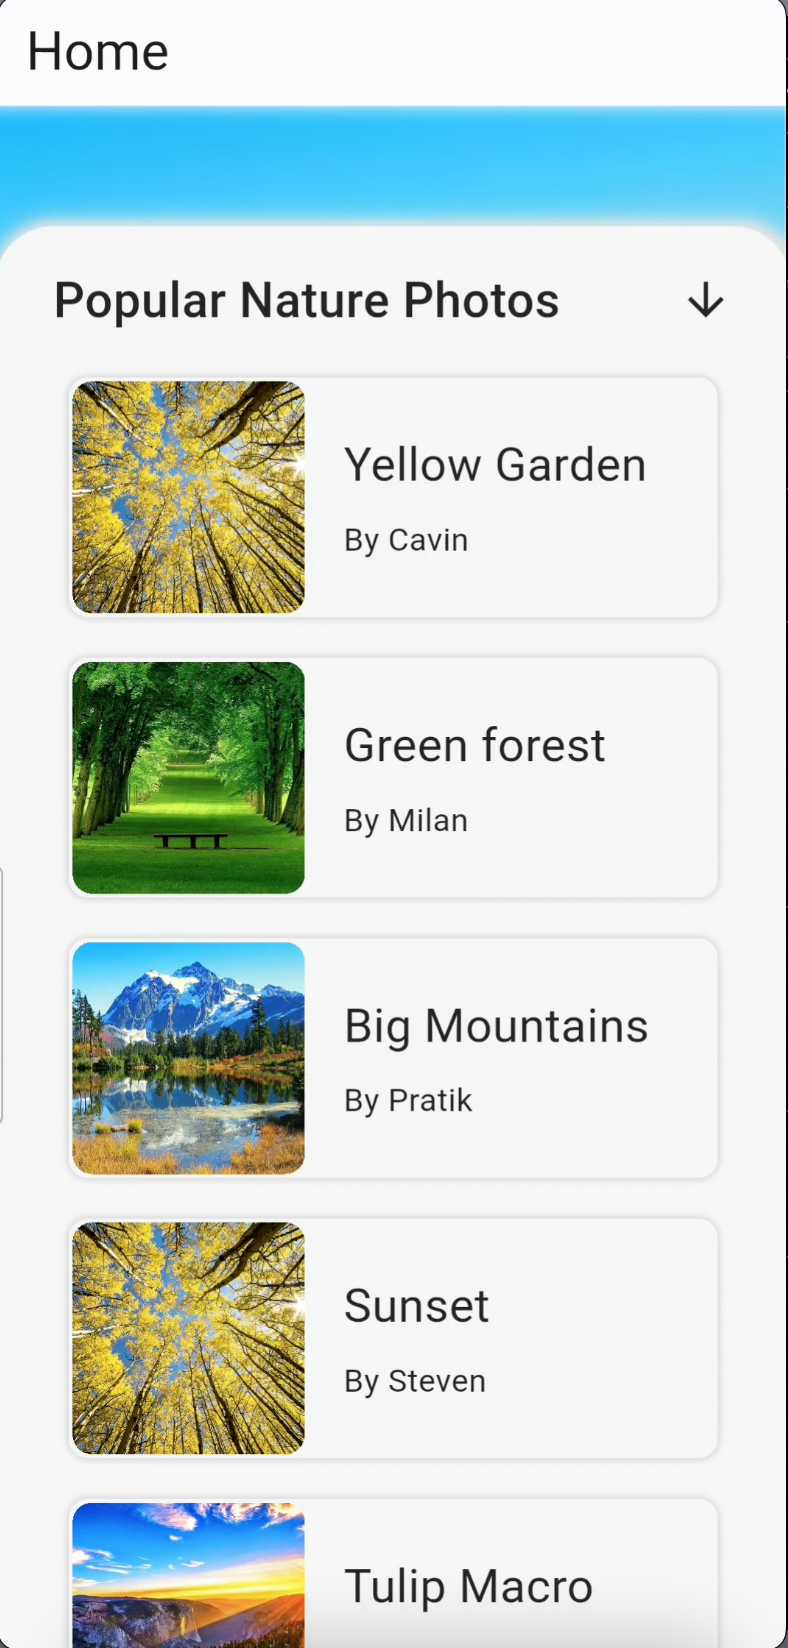 Home
Popular Nature Photos
Yellow Garden
By Cavin
Green forest
By Milan
Big Mountains
By Pratik
Sunset
By Steven
Tulip Macro